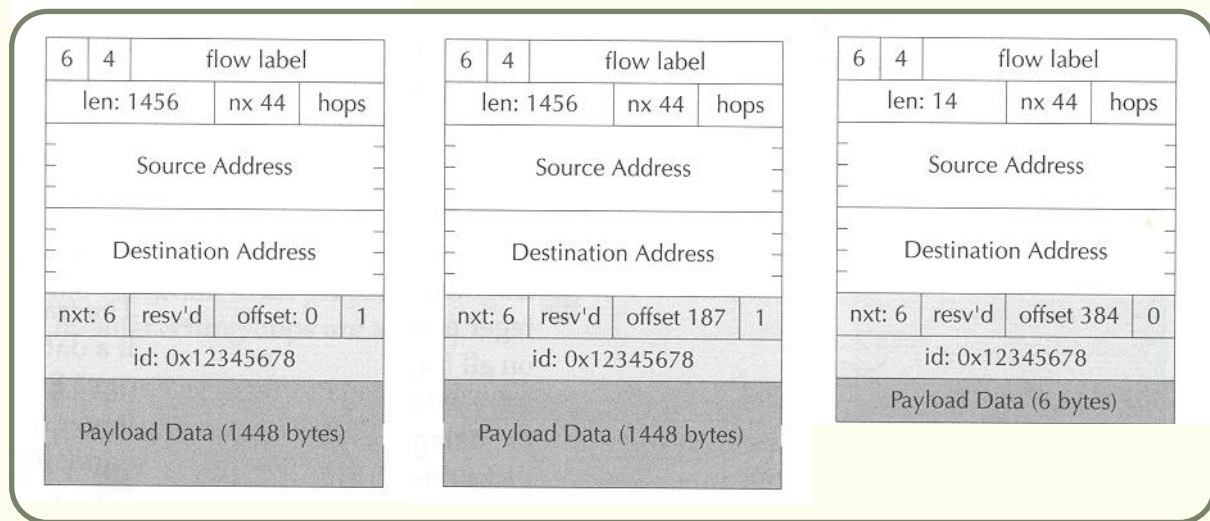 6 4 flow label
len: 1456 nx 44 hops
Source Address
Destination Address
nxt: 6 resv'd offset: 0 1
id: 0x12345678
Payload Data (1448 bytes)
6 4 flow label
len: 1456 nx 44 hops
Source Address
Destination Address
nxt: 6 resv'd offset 187 1
id: 0x12345678
Payload Data (1448 bytes)
6 4 flow label
len: 14 nx 44 hops
Source Address
Destination Address
nxt: 6 resv'd offset 384 0
id: 0x12345678
Payload Data (6 bytes)